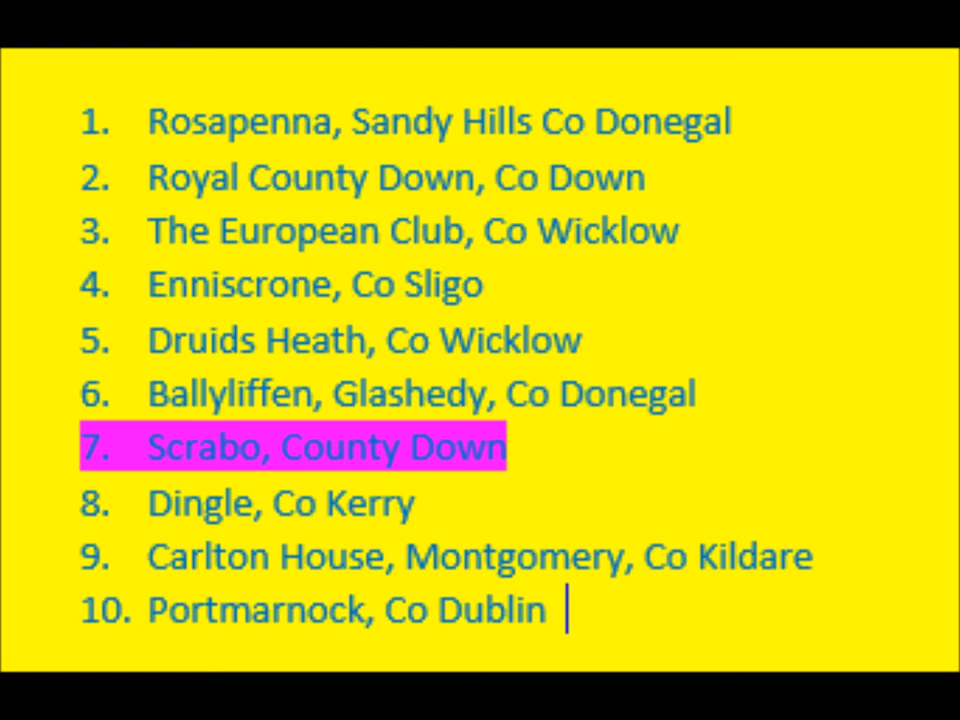 1. Rosapenna, Sandy Hills Co Donegal
2. Royal County Down, Co Down
3. The European Club, Co Wicklow
4. Enniscrone, Co Sligo
5. Druids Heath, Co Wicklow
6. Ballyliffen, Glashedy, Co Donegal
7. Scrabo, County Down
8. Dingle, Co Kerry
9. Carlton House, Montgomery, Co Kildare
10. Portmarnock, Co Dublin